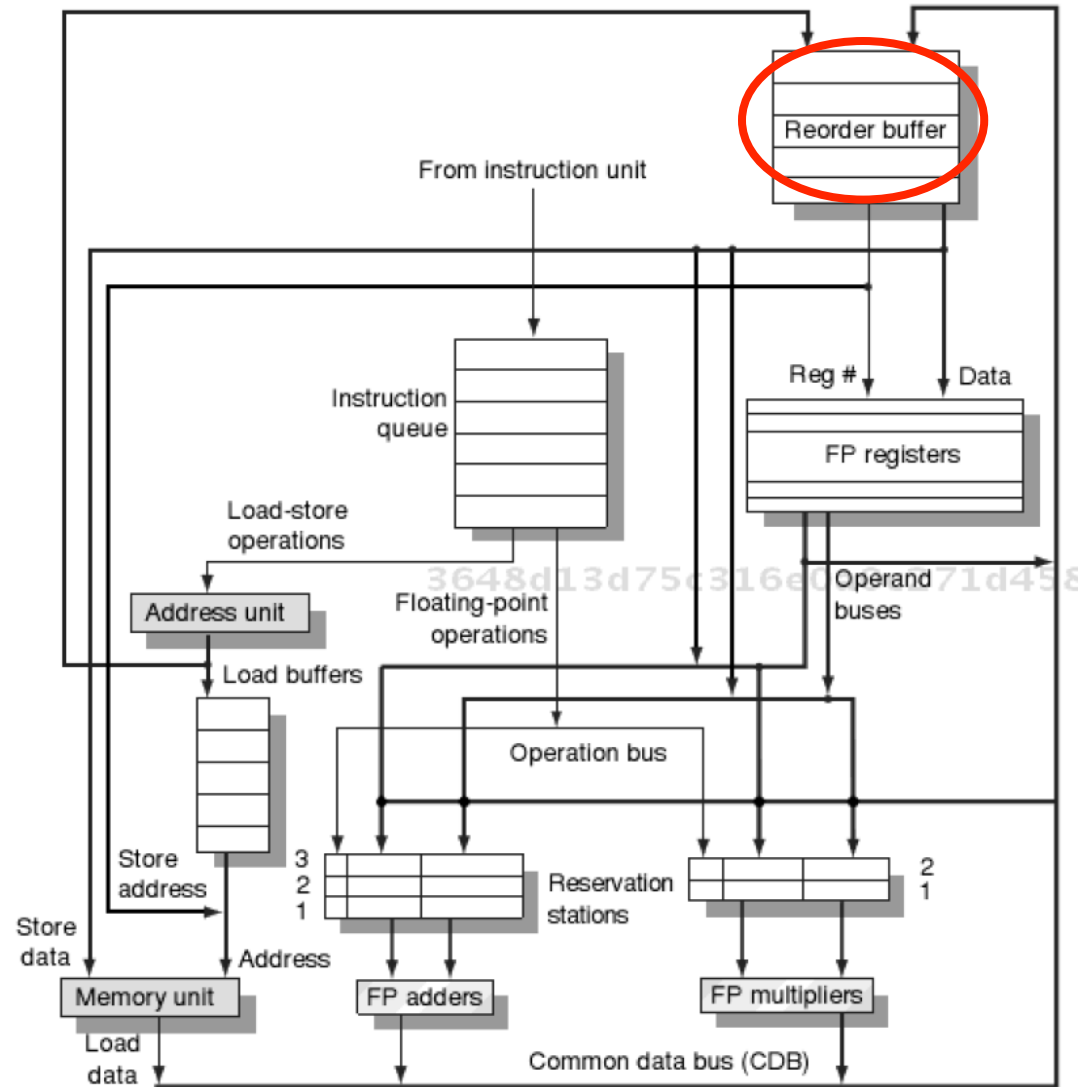 Reorder buffer
From instruction unit
Reg #
Data
Instruction
queue
FP registers
Load-store
operations
3648d13d75c316e0
271d458
Operand
buses
Address unit
Floating-point
operations
Load buffers
Operation bus
Store
address
3
2
1
Reservation
stations
2
1
Store
data
Address
Memory unit
FP adders
FP multipliers
Load
data
Common data bus (CDB)